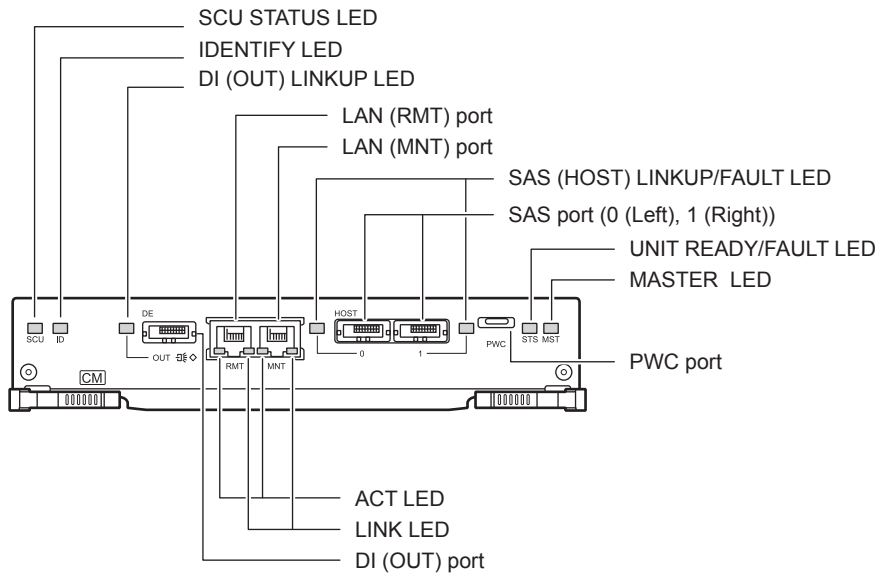 SCU STATUS LED
IDENTIFY LED
DI (OUT) LINKUP LED
LAN (RMT) port
LAN (MNT) port
SAS (HOST) LINKUP/FAULT LED
SAS port (0 (Left), 1 (Right))
UNIT READY/FAULT LED
MASTER LED
DE
HOST
SCU
ID
OUT
RMT
MNT
0
1
PWC
STS
MST
CM
PWC port
ACT LED
LINK LED
DI (OUT) port